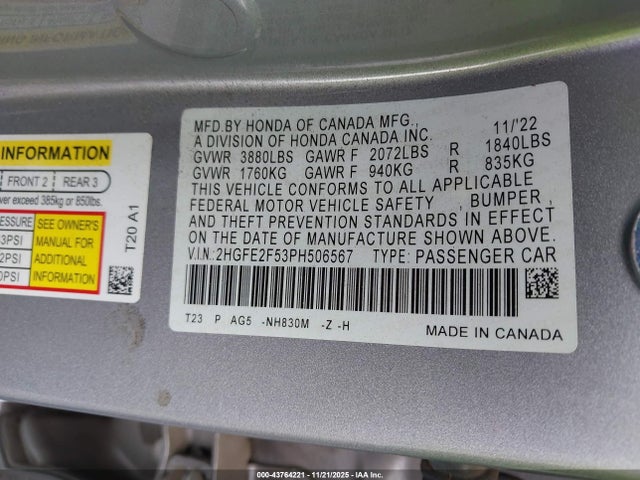 MFD.BY HONDA OF CANADA MFG., 11/'22
A DIVISION OF HONDA CANADA INC.
GVWR 3880LBS GAWR F 2072LBS R 1840LBS
GVWR 1760KG GAWR F 940KG R 835KG
THIS VEHICLE CONFORMS TO ALL APPLICABLE
FEDERAL MOTOR VEHICLE SAFETY , BUMPER ,
AND THEFT PREVENTION STANDARDS IN EFFECT
ON THE DATE OF MANUFACTURE SHOWN ABOVE.
V.I.N.: 2HGFE2F53PH506567 TYPE: PASSENGER CAR
T23 P AG5 -NH830M -Z -H
MADE IN CANADA
INFORMATION
FRONT 2 REAR 3
exceed 385kg or 850lbs.
SEE OWNER'S
MANUAL FOR
ADDITIONAL
INFORMATION
T20 A1
000-43764221 - 11/21/2025 - IAA Inc.